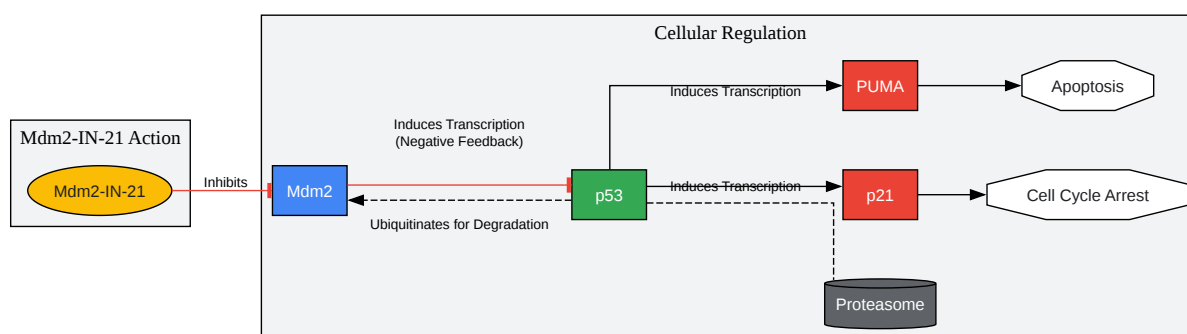 Cellular Regulation
PUMA
Apoptosis
Induces Transcription
Mdm2-IN-21 Action
Induces Transcription
(Negative Feedback)
Mdm2-IN-21
Inhibits
Mdm2
p53
Induces Transcription
p21
Cell Cycle Arrest
Ubiquitinates for Degradation
Proteasome